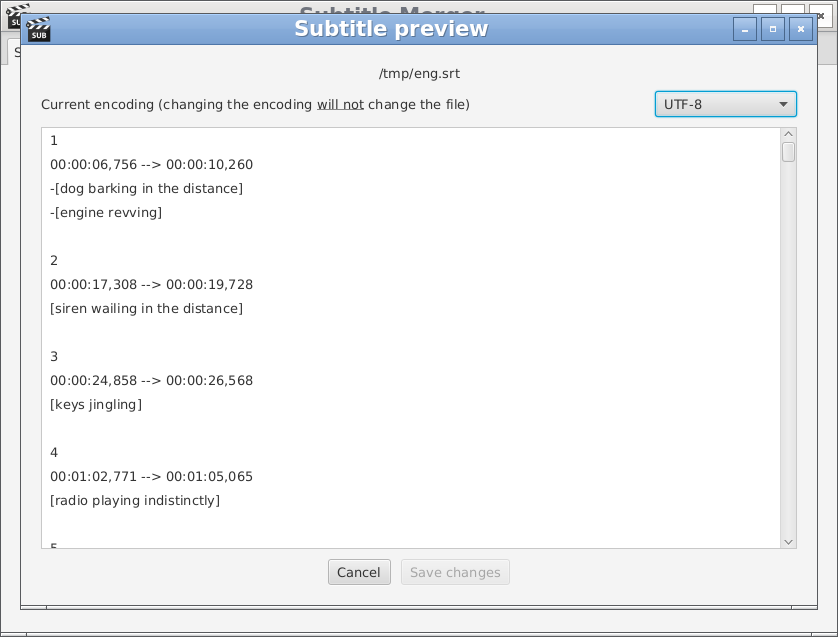 Subtitle Merger
SUB
Subtitle preview
/tmp/eng.srt
Current encoding (changing the encoding will not change the file)
UTF-8
1
00:00:06,756 --> 00:00:10,260
-[dog barking in the distance]
-[engine revving]
2
00:00:17,308 --> 00:00:19,728
[siren wailing in the distance]
3
00:00:24,858 --> 00:00:26,568
[keys jingling]
4
00:01:02,771 --> 00:01:05,065
[radio playing indistinctly]
5
Cancel
Save changes